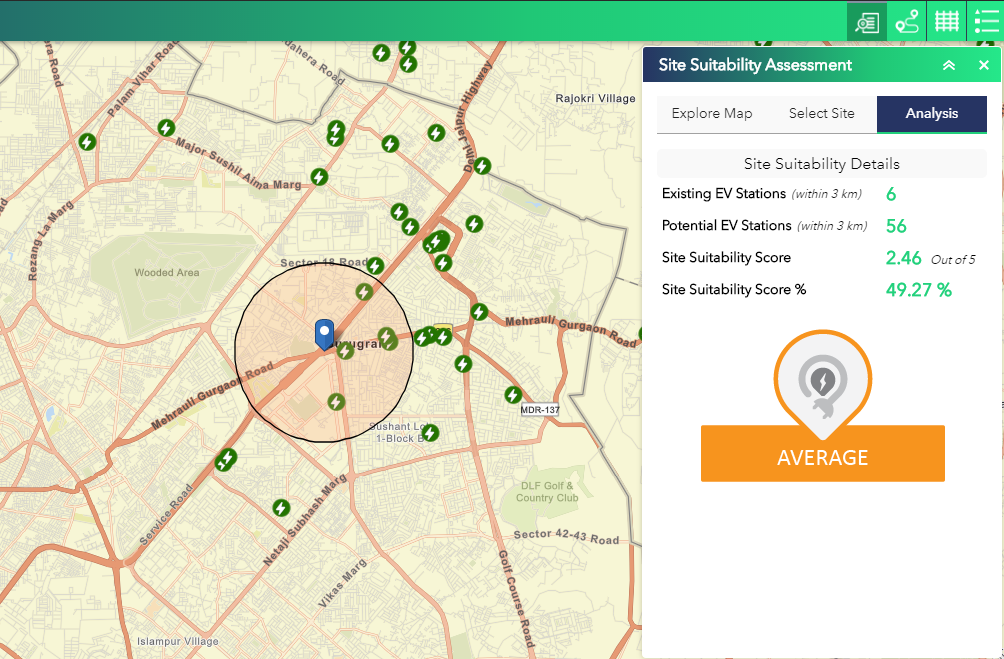 Site Suitability Assessment
Explore Map
Select Site
Analysis
Site Suitability Details
Existing EV Stations (within 3 km) 6
Potential EV Stations (within 3 km) 56
Site Suitability Score 2.46 Out of 5
Site Suitability Score % 49.27 %
AVERAGE
Palam Vihar Road
Road
Major Sushil Aima Marg
Rezang La Marg
Delhi Jaipur Highway
Rajokri Village
Wooded Area
Sector 18 Road
Mehrauli Gurgaon Road
Mehrauli Gurgaon Road
MDR-137
1-Block
DLF Golf &
Country Club
Service Road
Netaji Subhash Marg
Sector 42-43 Road
Vikas Marg
Golf Course Road
Islampur Village